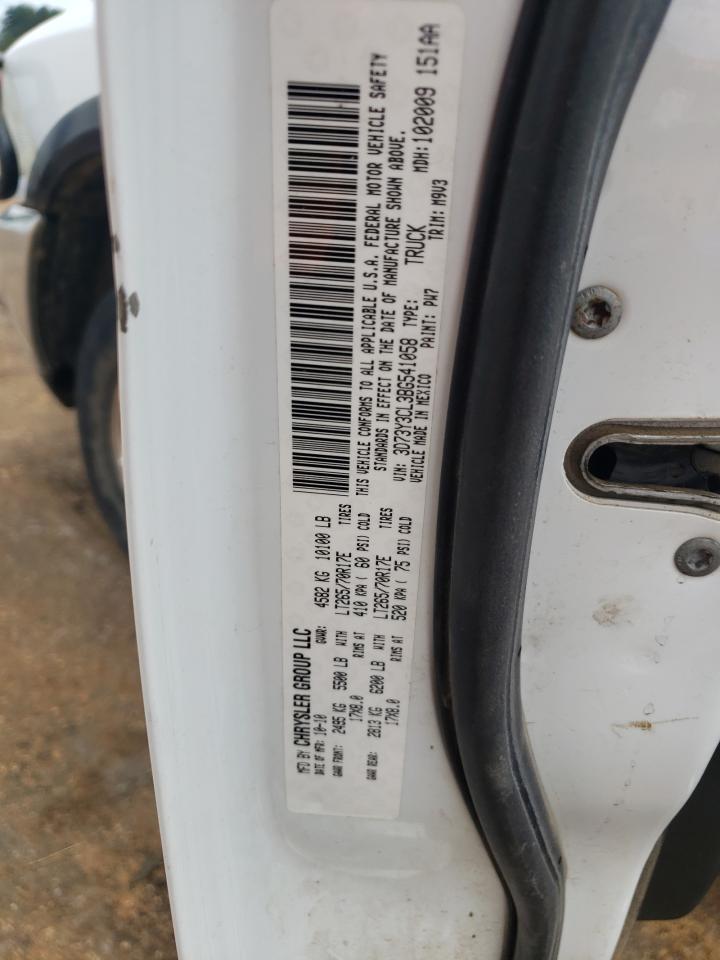 MFD BY CHRYSLER GROUP LLC
DATE OF MFR: 10-10 GVWR: 4582 KG 10100 LB
GAWR FRONT: 2495 KG 5500 LB WITH LT265/70R17E TIRES
17X8.0 RIMS AT 410 KPA ( 60 PSI) COLD
GAWR REAR: 2813 KG 6200 LB WITH LT265/70R17E TIRES
17X8.0 RIMS AT 520 KPA ( 75 PSI) COLD
THIS VEHICLE CONFORMS TO ALL APPLICABLE U.S.A. FEDERAL MOTOR VEHICLE SAFETY
STANDARDS IN EFFECT ON THE DATE OF MANUFACTURE SHOWN ABOVE.
VIN: 3D73Y3CL3BG541058 TYPE: TRUCK MDH: 102009 151AA
VEHICLE MADE IN MEXICO PAINT: PW7 TRIM: M9V3